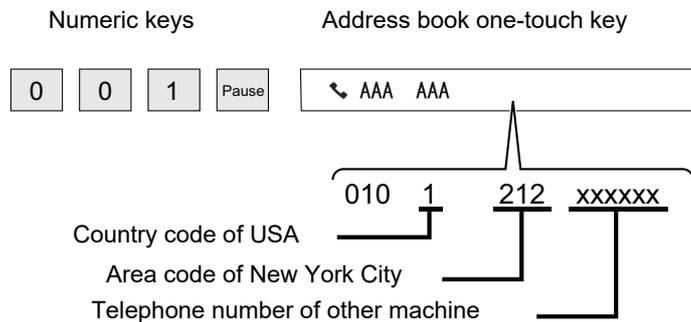 Numeric keys Address book one-touch key
0 0 1 Pause AAA AAA
010 1 212 xxxxxx
Country code of USA
Area code of New York City
Telephone number of other machine